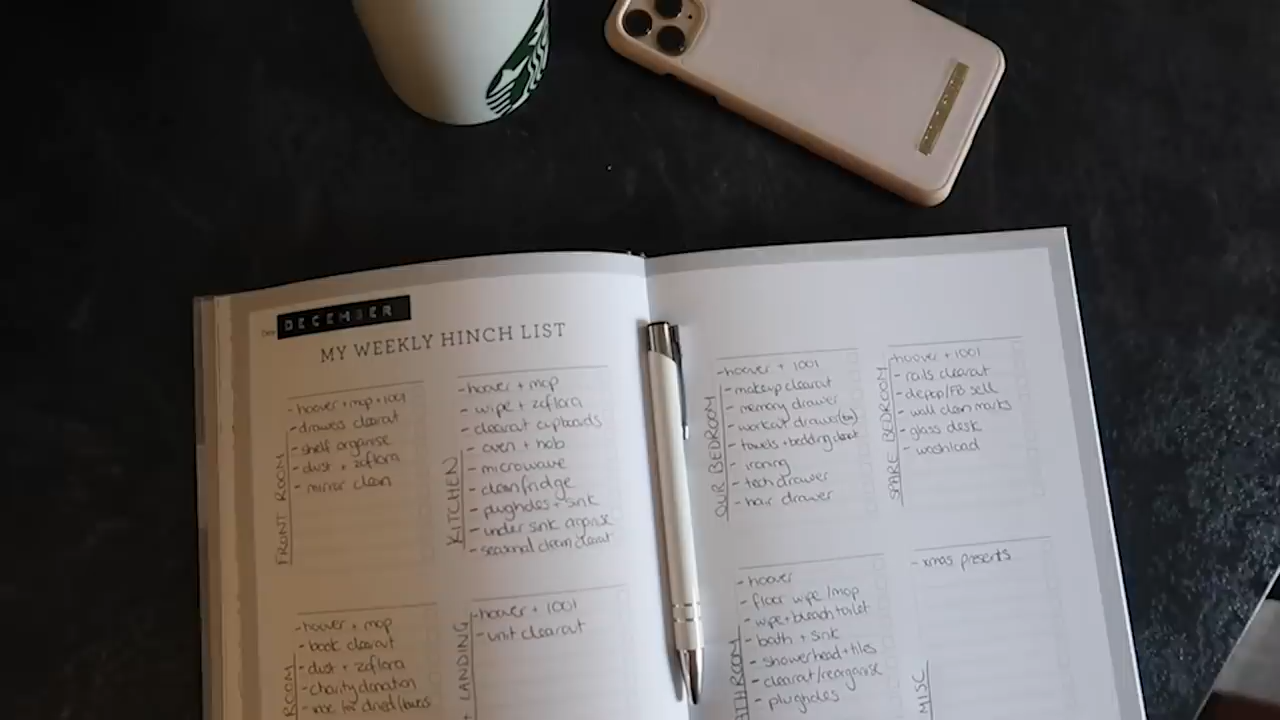 DECEMBER
MY WEEKLY HINCH LIST
FRONT ROOM
- hoover + mop + 1001
- drawers clearout
- shelf organise
- dust + zoflora
- mirror clean
KITCHEN
- hoover + mop
- wipe + zoflora
- clearout cupboards
- oven + hob
- microwave
- clean fridge
- plugholes + sink
- under sink organise
- seasonal clean clearout
ROOM
- hoover + mop
- book clearout
- dust + zoflora
- charity donation
- dried
+ LANDING
- hoover + 1001
- unit clearout
OUR BEDROOM
- hoover + 1001
- makeup clearout
- memory drawer
- workout drawer(be)
- towels + bedding
- ironing
- tech drawer
- hair drawer
SPARE BEDROOM
- hoover + 1001
- rails clearout
- depop/FB sell
- wall clean marks
- glass desk
- washload
ATHROOM
- hoover
- floor wipe/mop
- wipe + bleach toilet
- bath + sink
- showerhead + tiles
- clearout/reorganise
- plugholes
MISC
- xmas presents